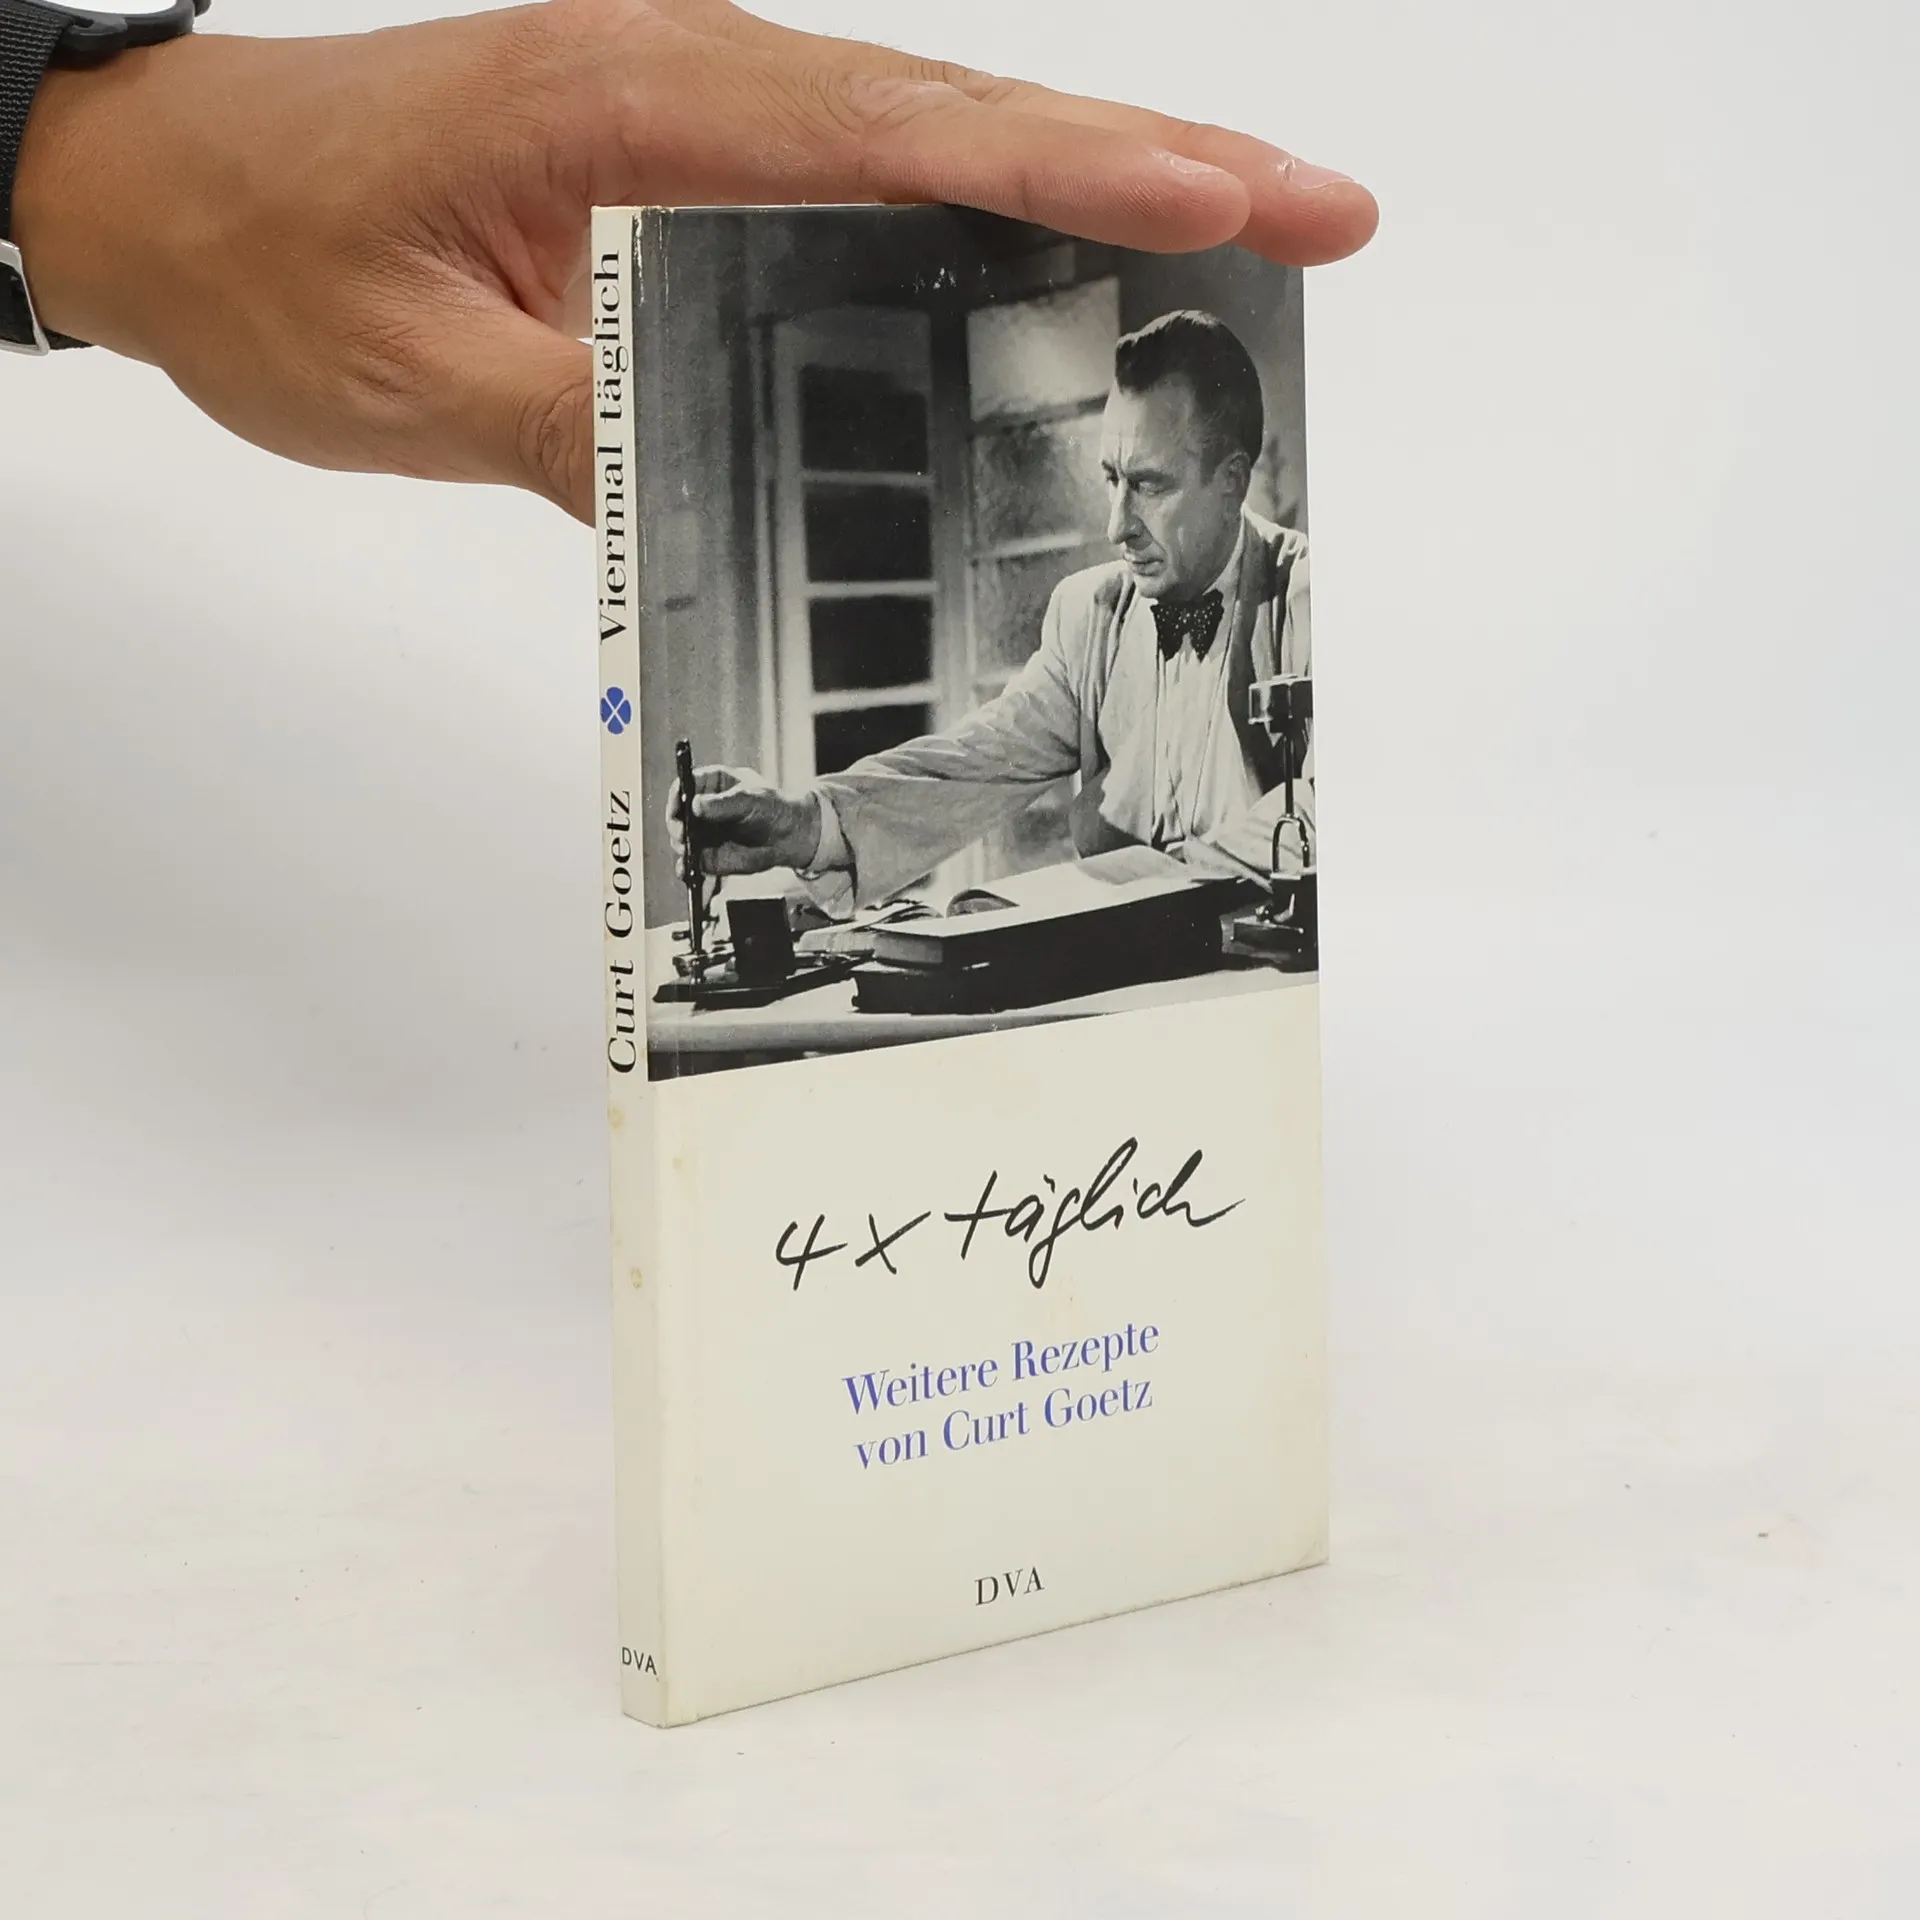 Curt Goetz Viermal täglich
DVA
4 x täglich
Weitere Rezepte
von Curt Goetz
DVA